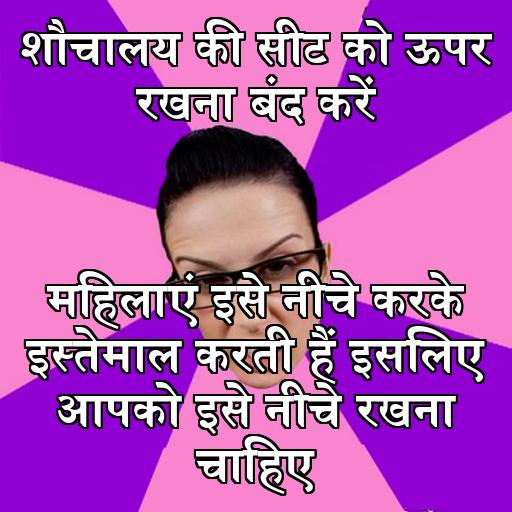 शौचालय की सीट को ऊपर
रखना बंद करें
महिलाएं इसे नीचे करके
इस्तेमाल करती हैं इसलिए
आपको इसे नीचे रखना
चाहिए